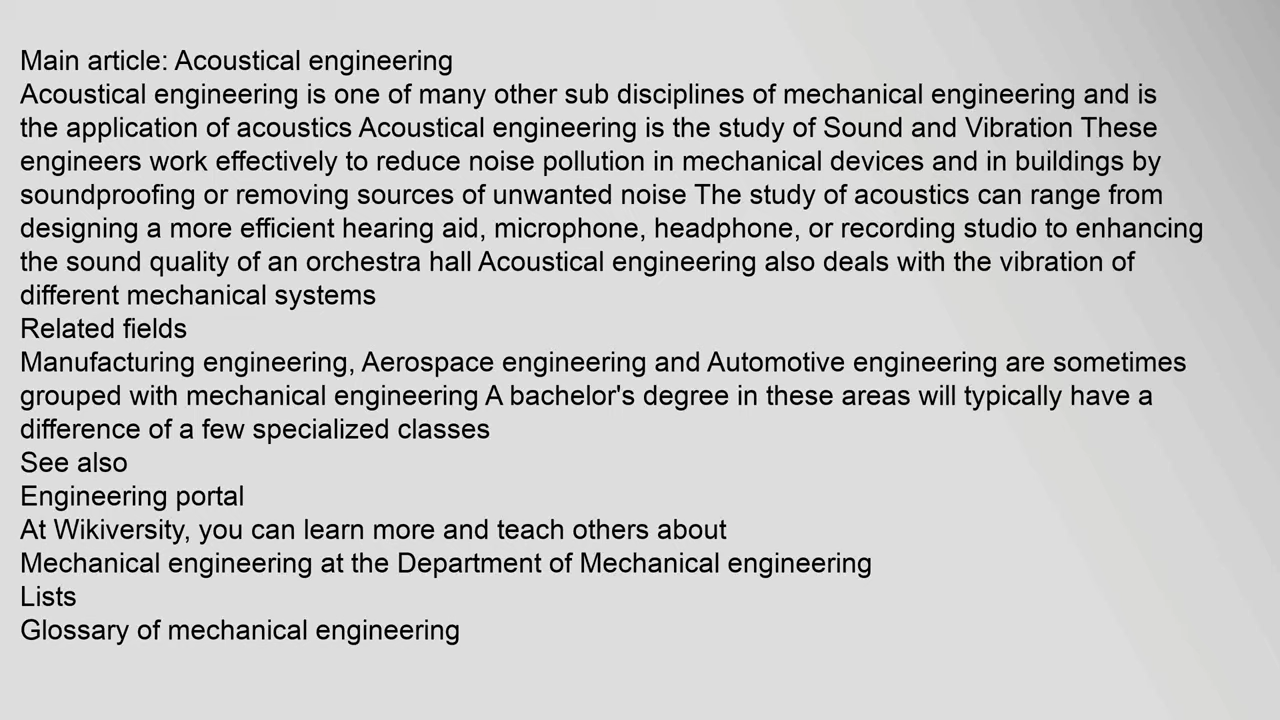 Main article: Acoustical engineering
Acoustical engineering is one of many other sub disciplines of mechanical engineering and is
the application of acoustics Acoustical engineering is the study of Sound and Vibration These
engineers work effectively to reduce noise pollution in mechanical devices and in buildings by
soundproofing or removing sources of unwanted noise The study of acoustics can range from
designing a more efficient hearing aid, microphone, headphone, or recording studio to enhancing
the sound quality of an orchestra hall Acoustical engineering also deals with the vibration of
different mechanical systems
Related fields
Manufacturing engineering, Aerospace engineering and Automotive engineering are sometimes
grouped with mechanical engineering A bachelor's degree in these areas will typically have a
difference of a few specialized classes
See also
Engineering portal
At Wikiversity, you can learn more and teach others about
Mechanical engineering at the Department of Mechanical engineering
Lists
Glossary of mechanical engineering